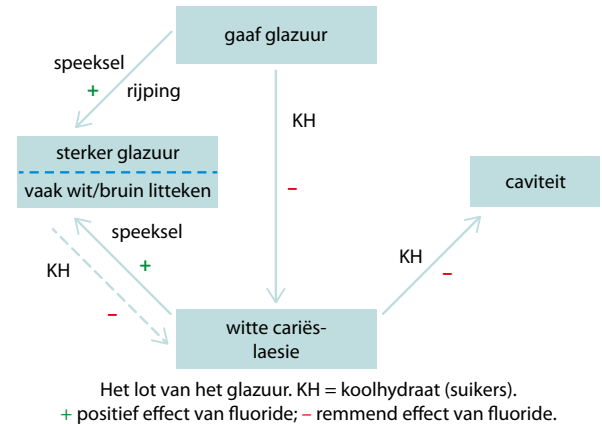 gaaf glazuur
speeksel
+ rijping
KH
sterker glazuur
vaak wit/bruin litteken
–
caviteit
speeksel
KH
+
–
KH
–
witte cariës-
laesie
Het lot van het glazuur. KH = koolhydraat (suikers).
+ positief effect van fluoride; – remmend effect van fluoride.